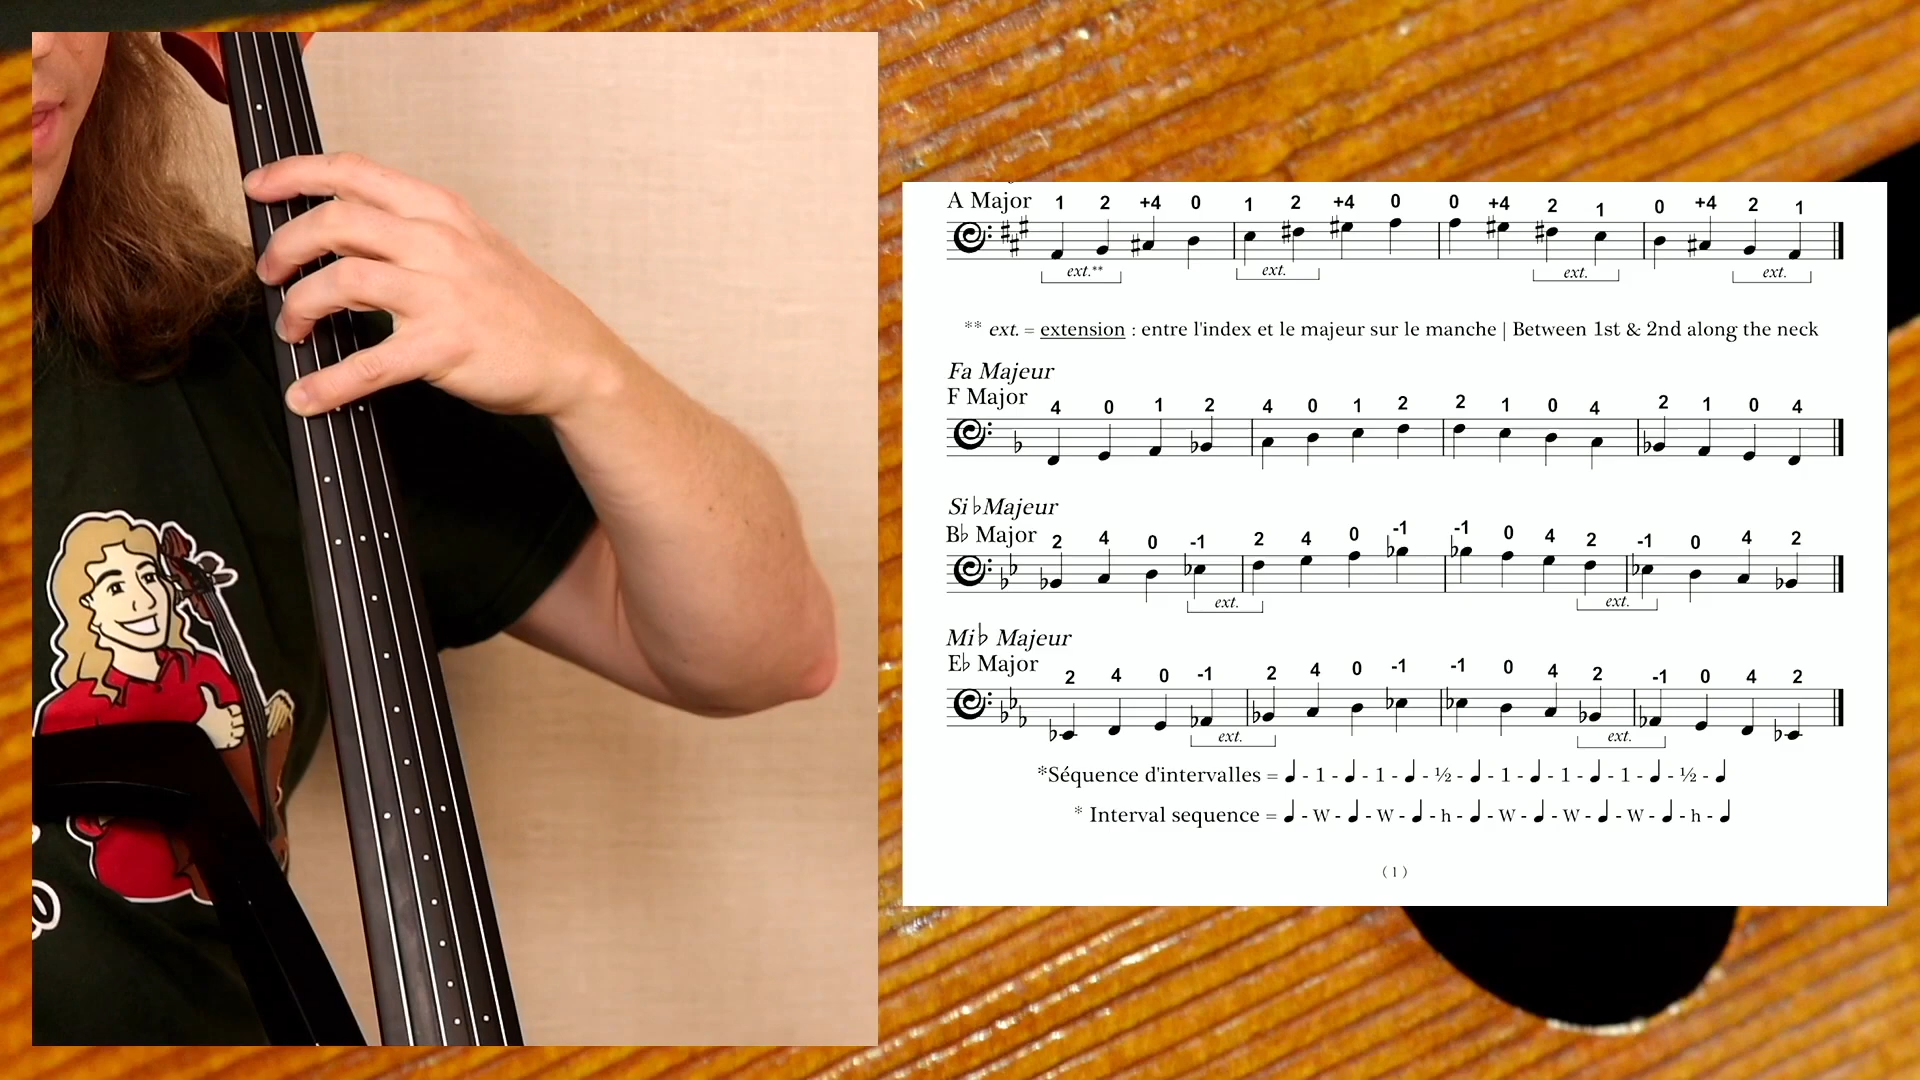 A Major 1 2 +4 0 1 2 +4 0 0 +4 2 1 0 +4 2 1
ext.** ext. ext. ext.
** ext. = extension : entre l'index et le majeur sur le manche | Between 1st & 2nd along the neck
Fa Majeur
F Major 4 0 1 2 4 0 1 2 2 1 0 4 2 1 0 4
Si♭Majeur
B♭ Major 2 4 0 -1 2 4 0 -1 -1 0 4 2 -1 0 4 2
ext. ext.
Mi♭ Majeur
E♭ Major 2 4 0 -1 2 4 0 -1 -1 0 4 2 -1 0 4 2
ext. ext.
*Séquence d'intervalles = ♩ - 1 - ♩ - 1 - ♩ - ½ - ♩ - 1 - ♩ - 1 - ♩ - 1 - ♩ - ½ - ♩
* Interval sequence = ♩ - W - ♩ - W - ♩ - h - ♩ - W - ♩ - W - ♩ - W - ♩ - h - ♩
( 1 )